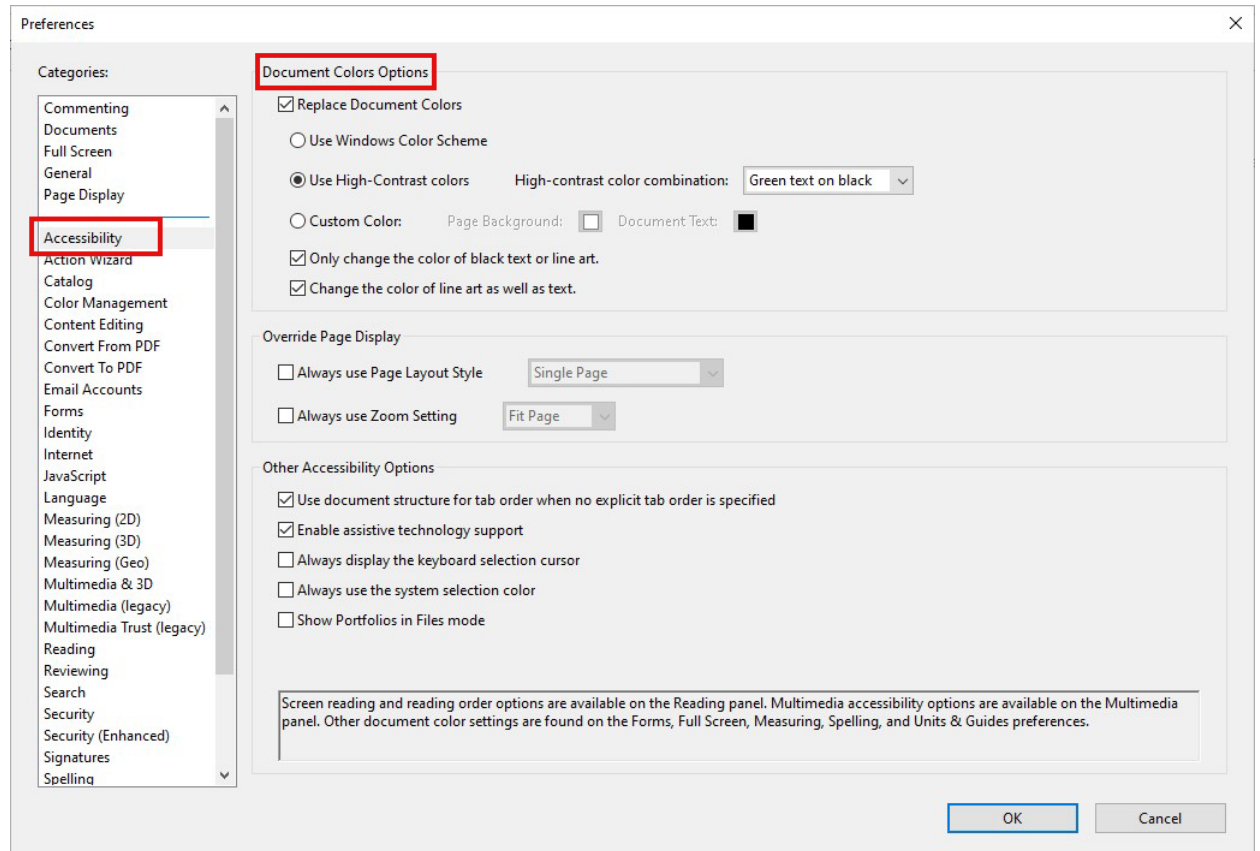 Preferences
Categories:
Commenting
Documents
Full Screen
General
Page Display
Accessibility
Action Wizard
Catalog
Color Management
Content Editing
Convert From PDF
Convert To PDF
Email Accounts
Forms
Identity
Internet
JavaScript
Language
Measuring (2D)
Measuring (3D)
Measuring (Geo)
Multimedia & 3D
Multimedia (legacy)
Multimedia Trust (legacy)
Reading
Reviewing
Search
Security
Security (Enhanced)
Signatures
Spelling
Document Colors Options
Replace Document Colors
Use Windows Color Scheme
Use High-Contrast colors High-contrast color combination: Green text on black
Custom Color: Page Background: Document Text:
Only change the color of black text or line art.
Change the color of line art as well as text.
Override Page Display
Always use Page Layout Style Single Page
Always use Zoom Setting Fit Page
Other Accessibility Options
Use document structure for tab order when no explicit tab order is specified
Enable assistive technology support
Always display the keyboard selection cursor
Always use the system selection color
Show Portfolios in Files mode
Screen reading and reading order options are available on the Reading panel. Multimedia accessibility options are available on the Multimedia
panel. Other document color settings are found on the Forms, Full Screen, Measuring, Spelling, and Units & Guides preferences.
OK Cancel